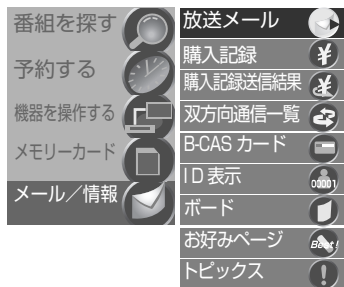 番組を探す
予約する
機器を操作する
メモリーカード
メール／情報
放送メール
購入記録
購入記録送信結果
双方向通信一覧
B-CAS カード
ID 表示
00001
ボード
お好みページ
Best!
トピックス